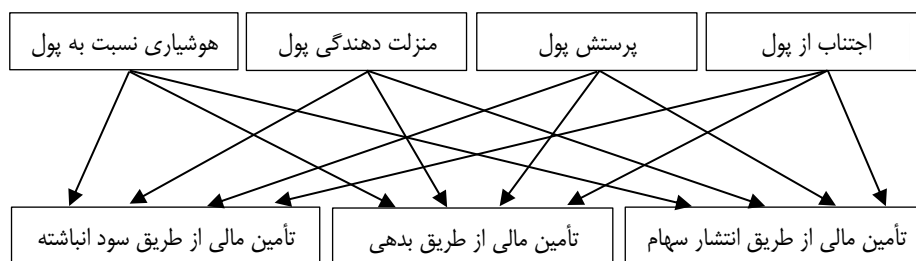 اجتناب از پول
پرستش پول
منزلت دهندگی پول
هوشیاری نسبت به پول
تأمین مالی از طریق انتشار سهام
تأمین مالی از طریق بدهی
تأمین مالی از طریق سود انباشته